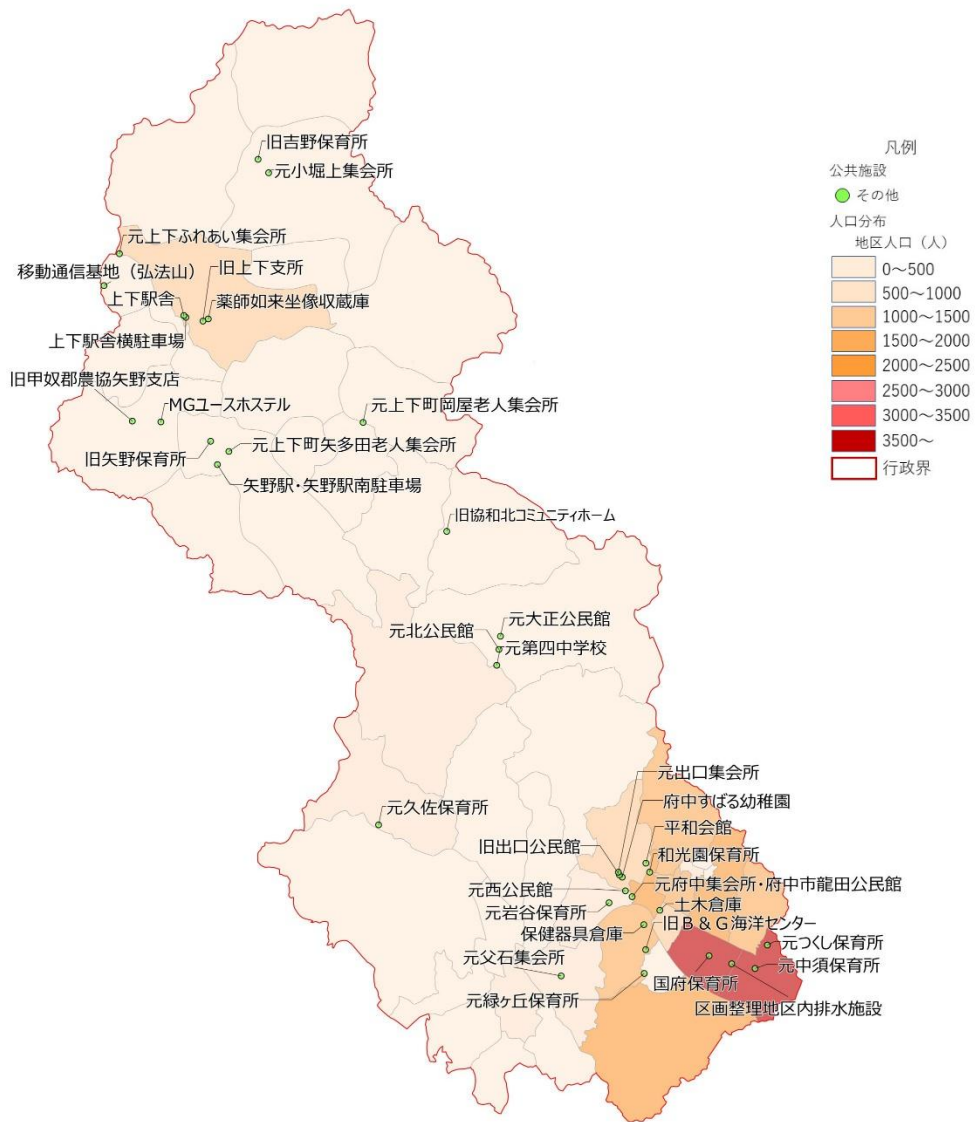 旧吉野保育所
元小堀上集会所
元上下ふれあい集会所
移動通信基地（弘法山）
旧上下支所
上下駅舎
薬師如来坐像収蔵庫
上下駅舎横駐車場
旧甲奴郡農協矢野支店
MGユースホステル
元上下町岡屋老人集会所
旧矢野保育所
元上下町矢多田老人集会所
矢野駅・矢野駅南駐車場
旧協和北コミュニティホーム
元大正公民館
元北公民館
元第四中学校
元出口集会所
府中すばる幼稚園
元久佐保育所
旧出口公民館
平和会館
和光園保育所
元西公民館
元府中集会所・府中市龍田公民館
元岩谷保育所
土木倉庫
保健器具倉庫
旧Ｂ＆Ｇ海洋センター
元つくし保育所
元父石集会所
元中須保育所
国府保育所
元緑ヶ丘保育所
区画整理地区内排水施設
凡例
公共施設
その他
人口分布
地区人口（人）
0～500
500～1000
1000～1500
1500～2000
2000～2500
2500～3000
3000～3500
3500～
行政界